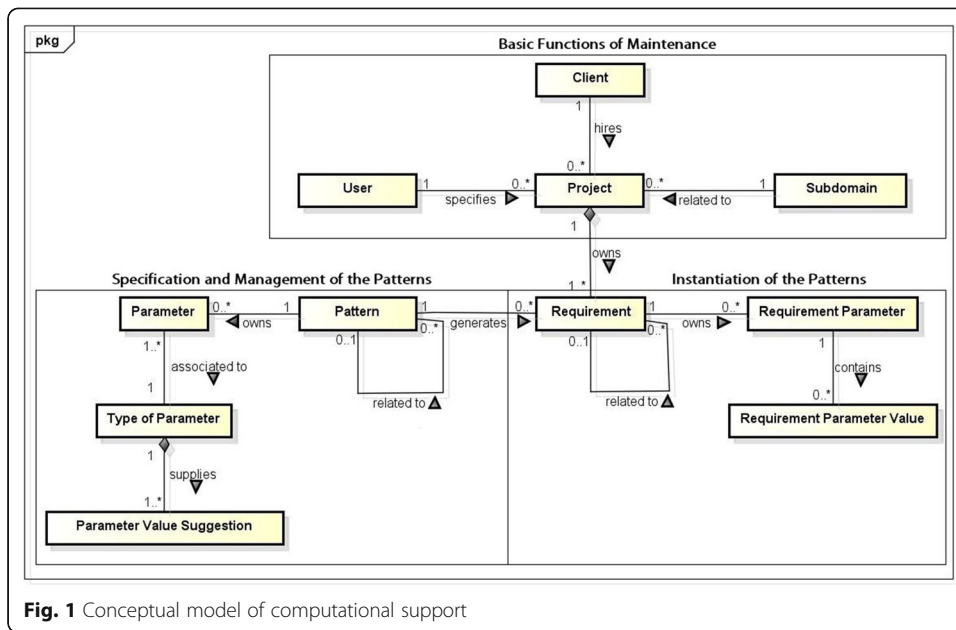 pkg
Basic Functions of Maintenance
Client
1
hires
0..*
User
1
specifies
0..*
Project
0..*
related to
1
Subdomain
1
owns
1..*
Specification and Management of the Patterns
Instantiation of the Patterns
Parameter
0..*
owns
1
Pattern
1
generates
0..*
Requirement
1
owns
0..*
Requirement Parameter
0..1
0..*
related to
0..1
0..*
related to
1..*
associated to
1
Type of Parameter
1
contains
0..*
Requirement Parameter Value
1
supplies
1..*
Parameter Value Suggestion
Fig. 1 Conceptual model of computational support